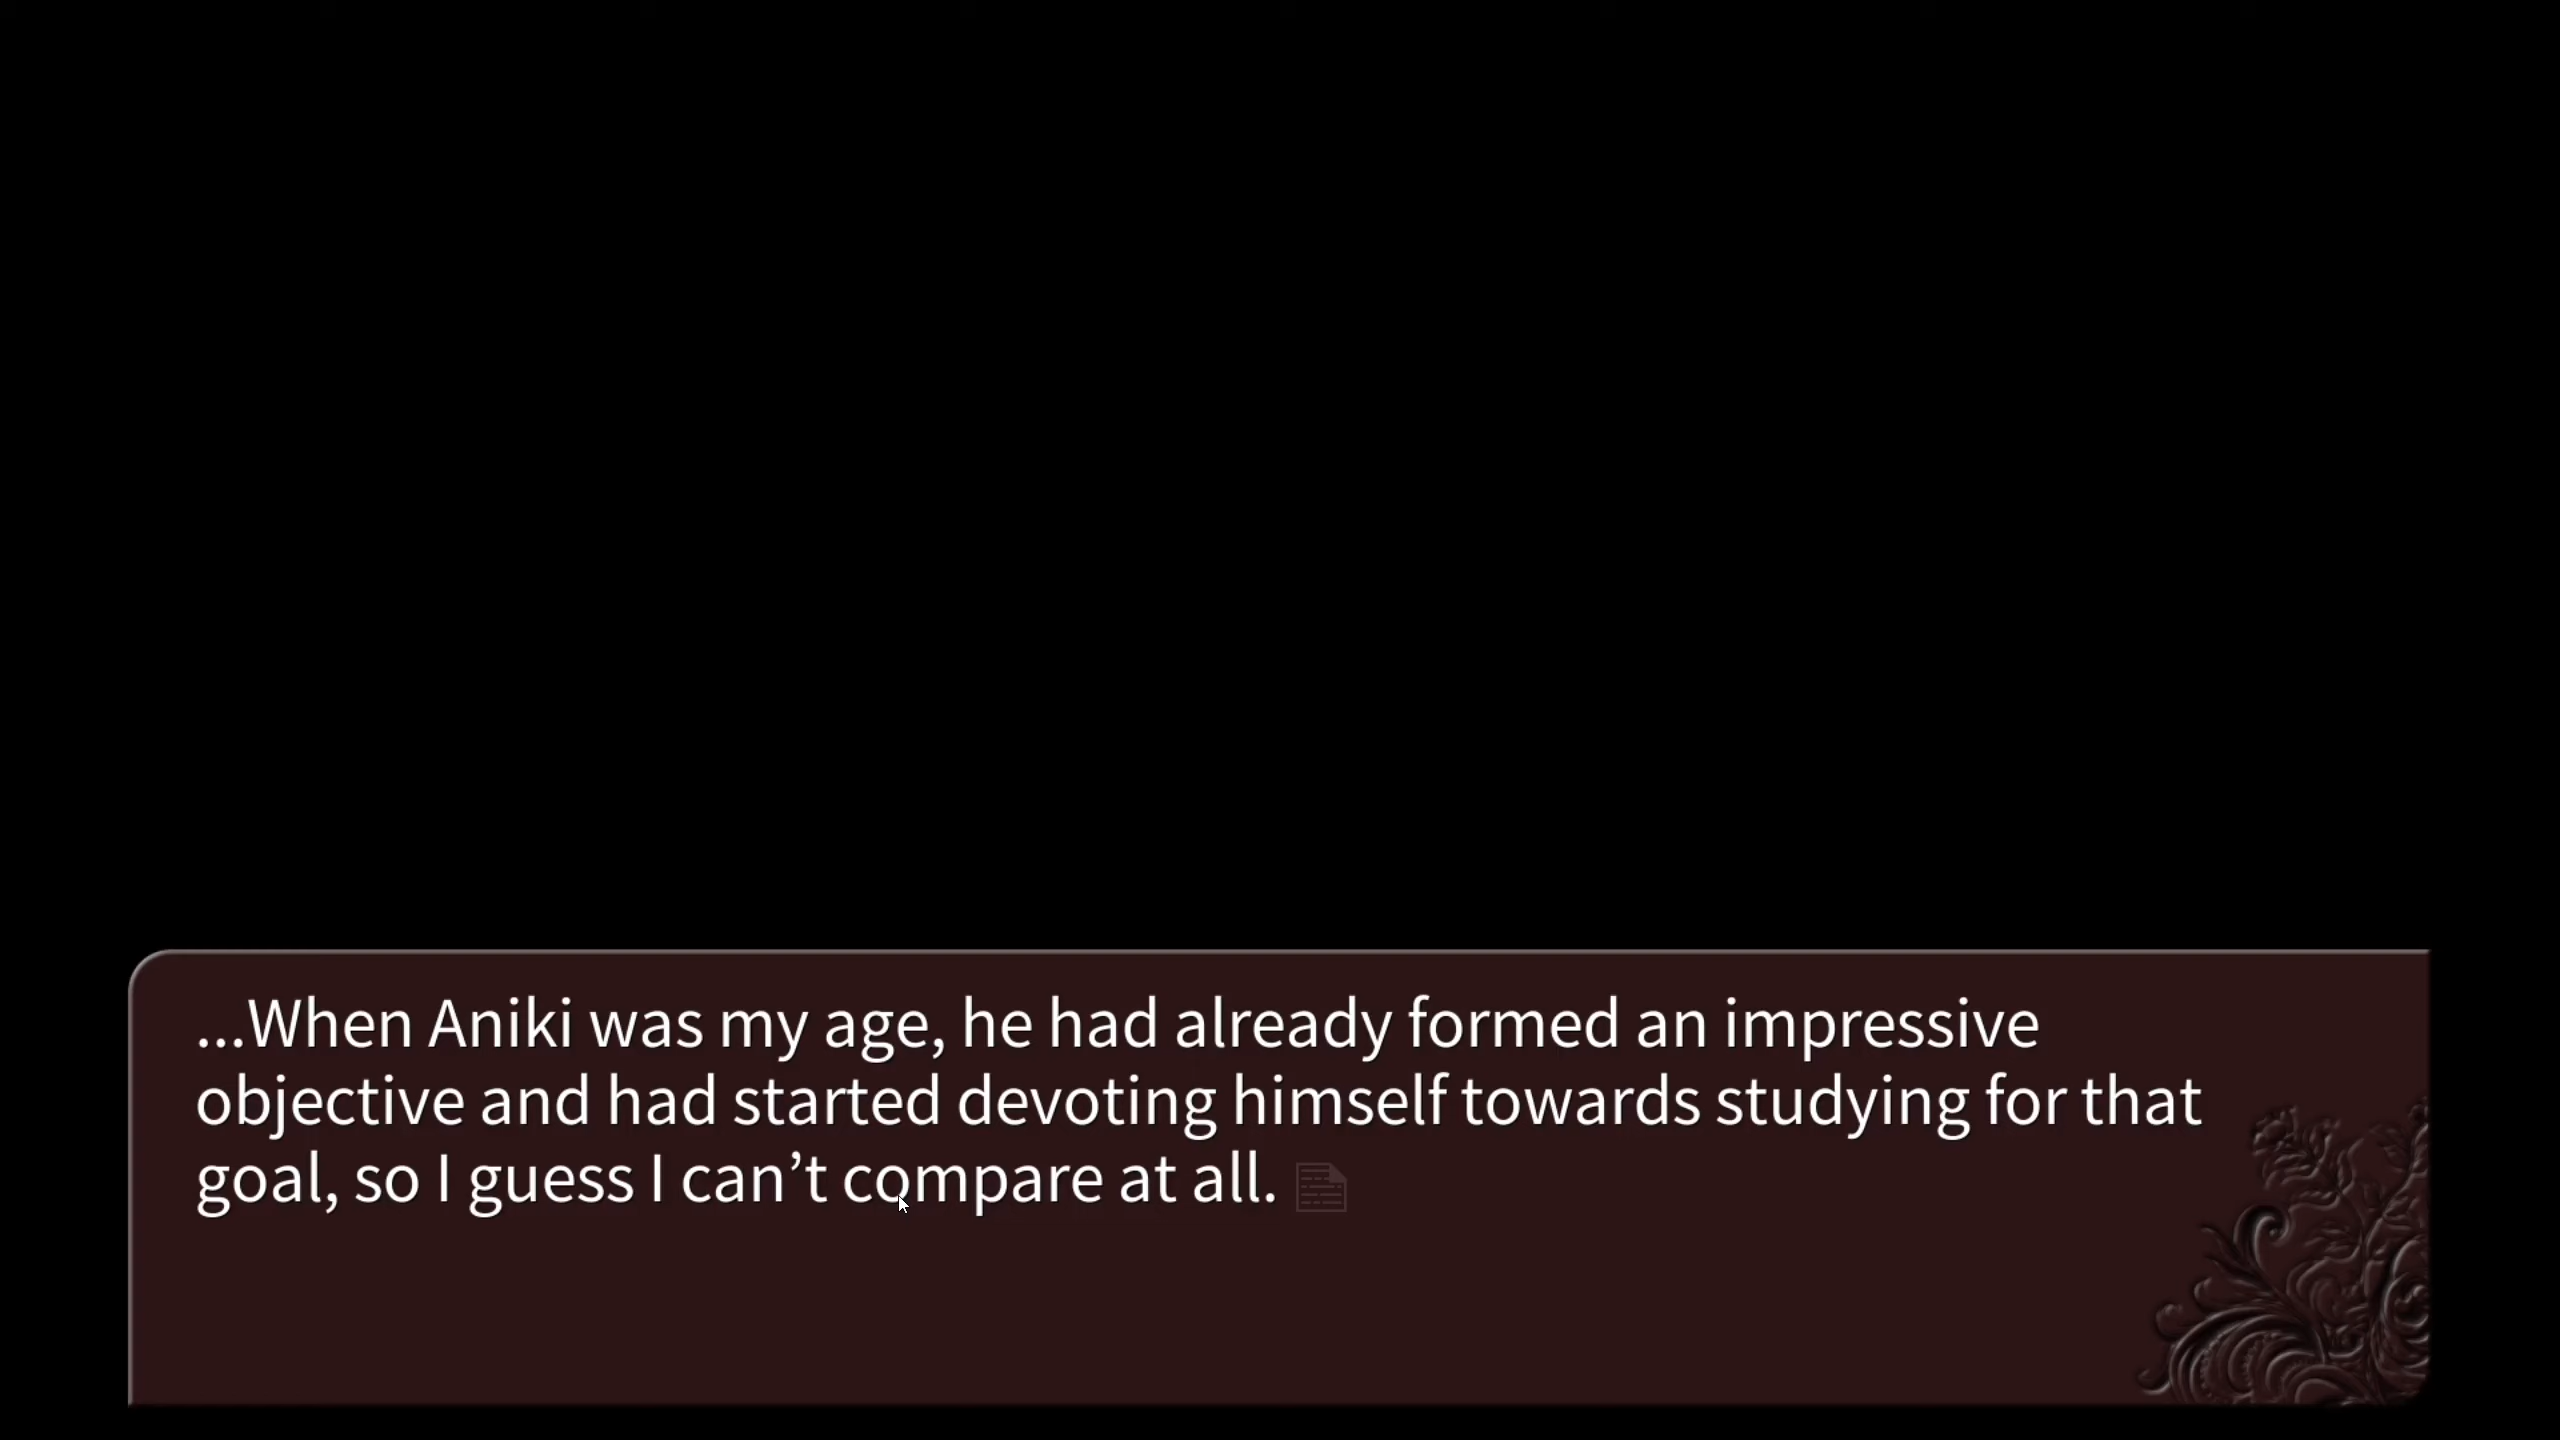 ...When Aniki was my age, he had already formed an impressive
objective and had started devoting himself towards studying for that
goal, so I guess I can’t compare at all.